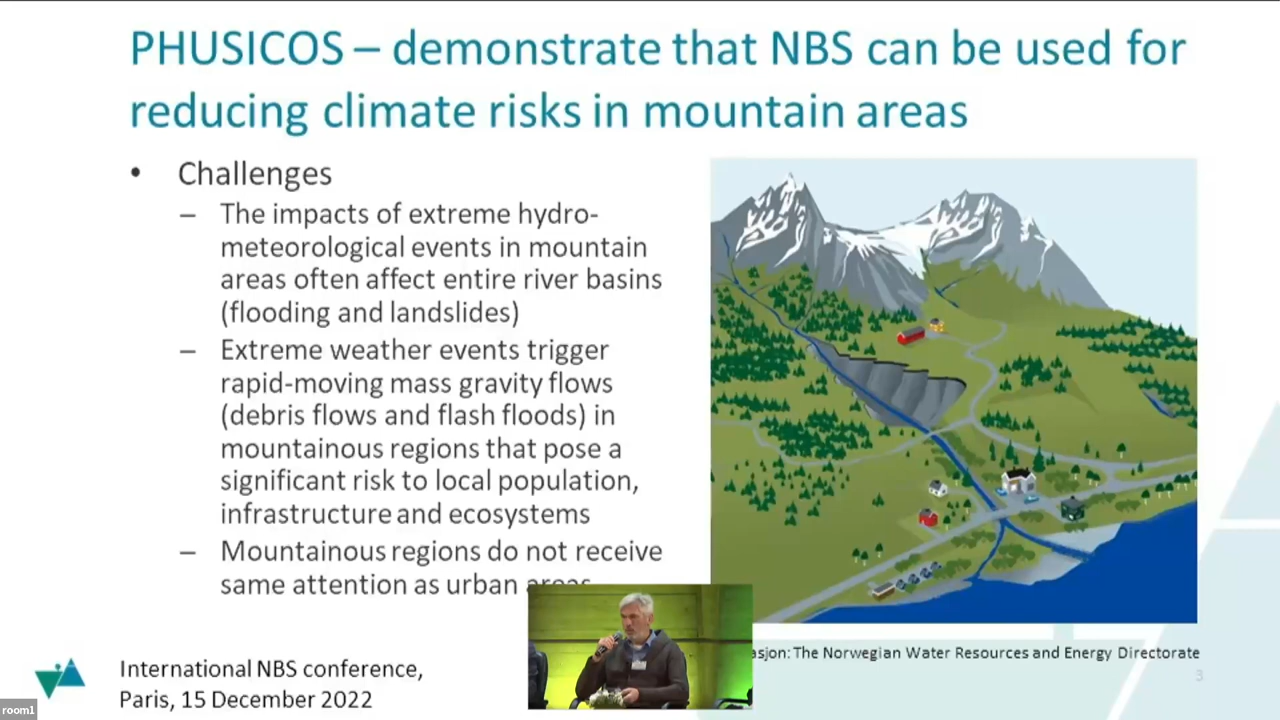 PHUSICOS – demonstrate that NBS can be used for
reducing climate risks in mountain areas
• Challenges
– The impacts of extreme hydro-
meteorological events in mountain
areas often affect entire river basins
(flooding and landslides)
– Extreme weather events trigger
rapid-moving mass gravity flows
(debris flows and flash floods) in
mountainous regions that pose a
significant risk to local population,
infrastructure and ecosystems
– Mountainous regions do not receive
same attention as urban areas
asjon: The Norwegian Water Resources and Energy Directorate
International NBS conference,
Paris, 15 December 2022
3
room1